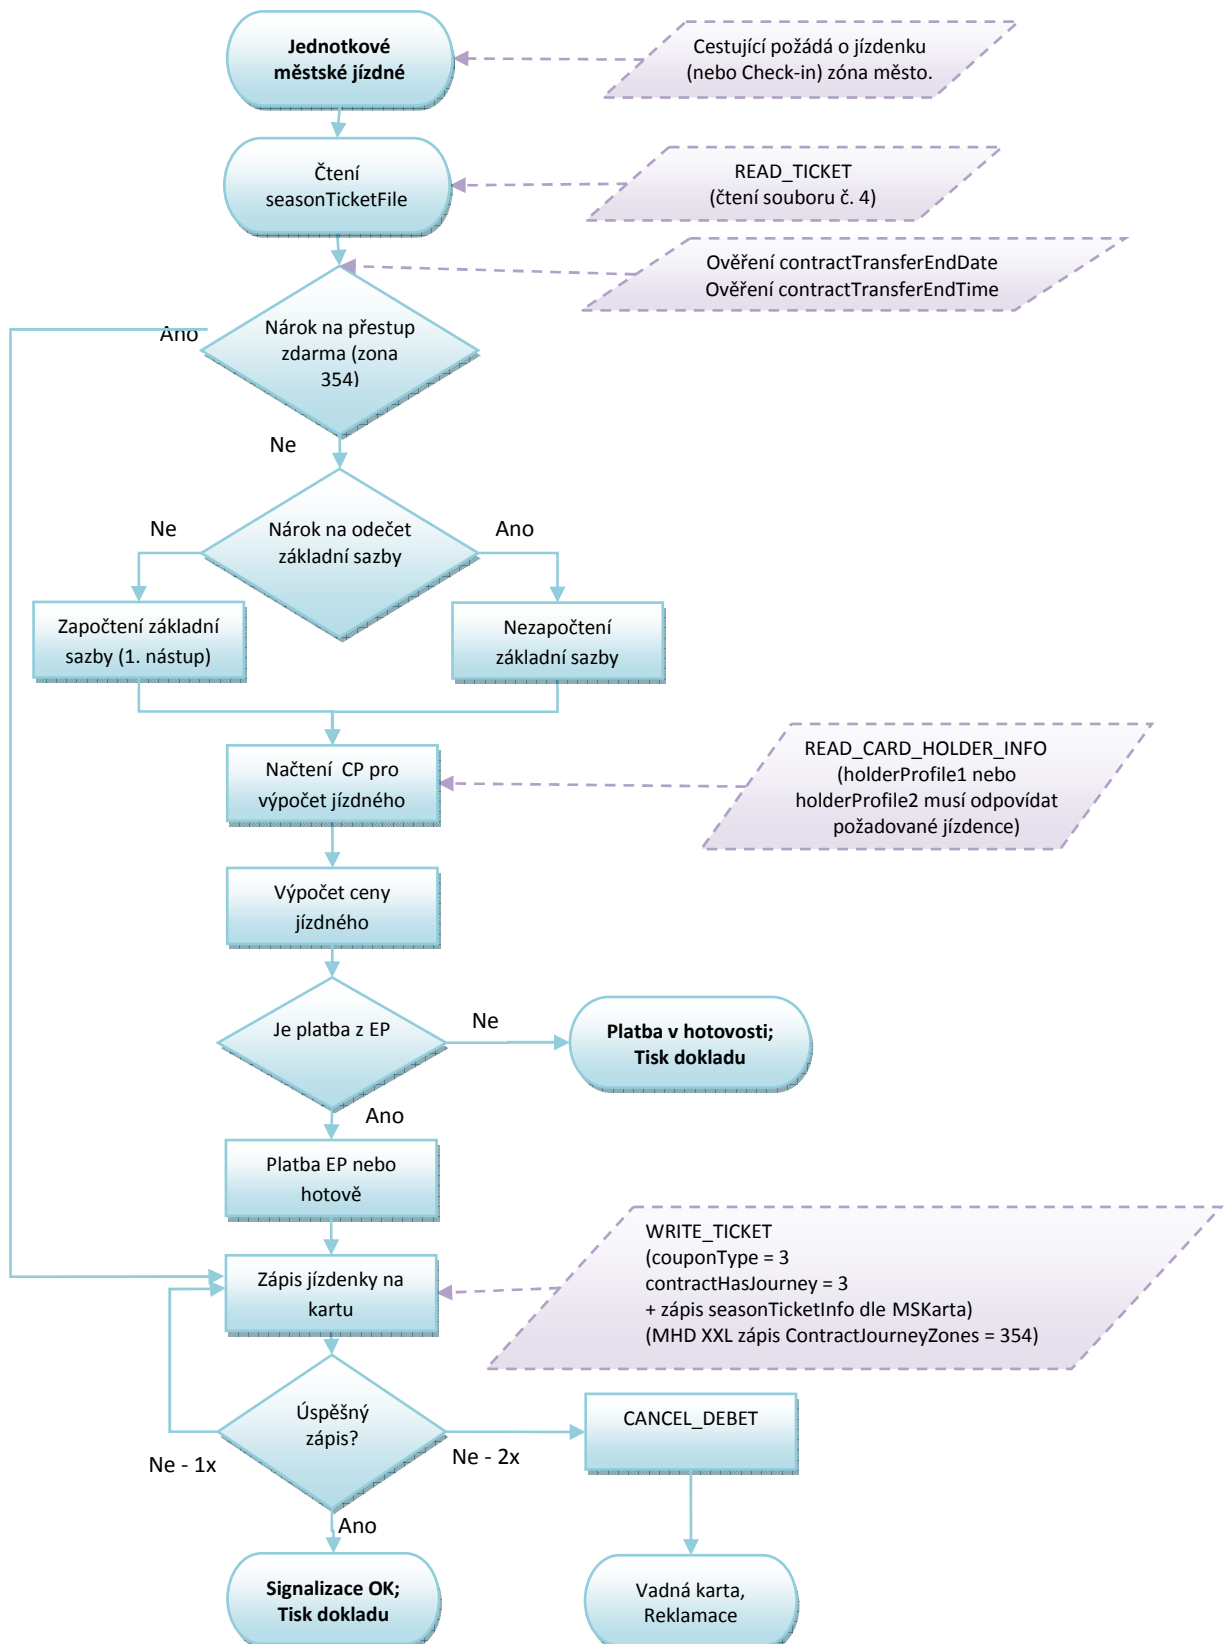 Jednotkové
městské jízdné
Cestující požádá o jízdenku
(nebo Check-in) zóna město.
Čtení
seasonTicketFile
READ_TICKET
(čtení souboru č. 4)
Ověření contractTransferEndDate
Ověření contractTransferEndTime
Ano
Nárok na přestup
zdarma (zona
354)
Ne
Ne
Nárok na odečet
základní sazby
Ano
Započtení základní
sazby (1. nástup)
Nezapočtení
základní sazby
Načtení  CP pro
výpočet jízdného
READ_CARD_HOLDER_INFO
(holderProfile1 nebo
holderProfile2 musí odpovídat
požadované jízdence)
Výpočet ceny
jízdného
Je platba z EP
Ne
Platba v hotovosti;
Tisk dokladu
Ano
Platba EP nebo
hotově
Zápis jízdenky na
kartu
WRITE_TICKET
(couponType = 3
contractHasJourney = 3
+ zápis seasonTicketInfo dle MSKarta)
(MHD XXL zápis ContractJourneyZones = 354)
Úspěšný
zápis?
Ne - 1x
Ne - 2x
CANCEL_DEBET
Ano
Signalizace OK;
Tisk dokladu
Vadná karta,
Reklamace